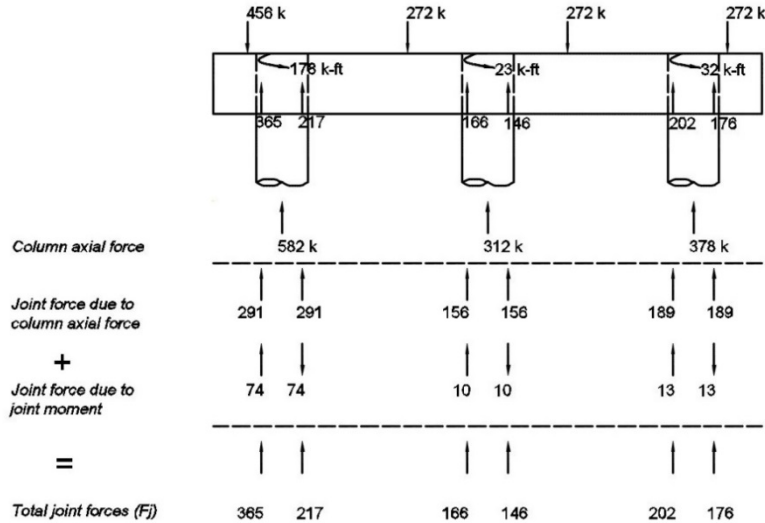 456 k 272 k 272 k 272 k
178 k-ft 23 k-ft 32 k-ft
365 217 166 146 202 176
582 k 312 k 378 k
Column axial force
Joint force due to
column axial force
291 291 156 156 189 189
+
Joint force due to
joint moment
74 74 10 10 13 13
=
Total joint forces (Fj) 365 217 166 146 202 176